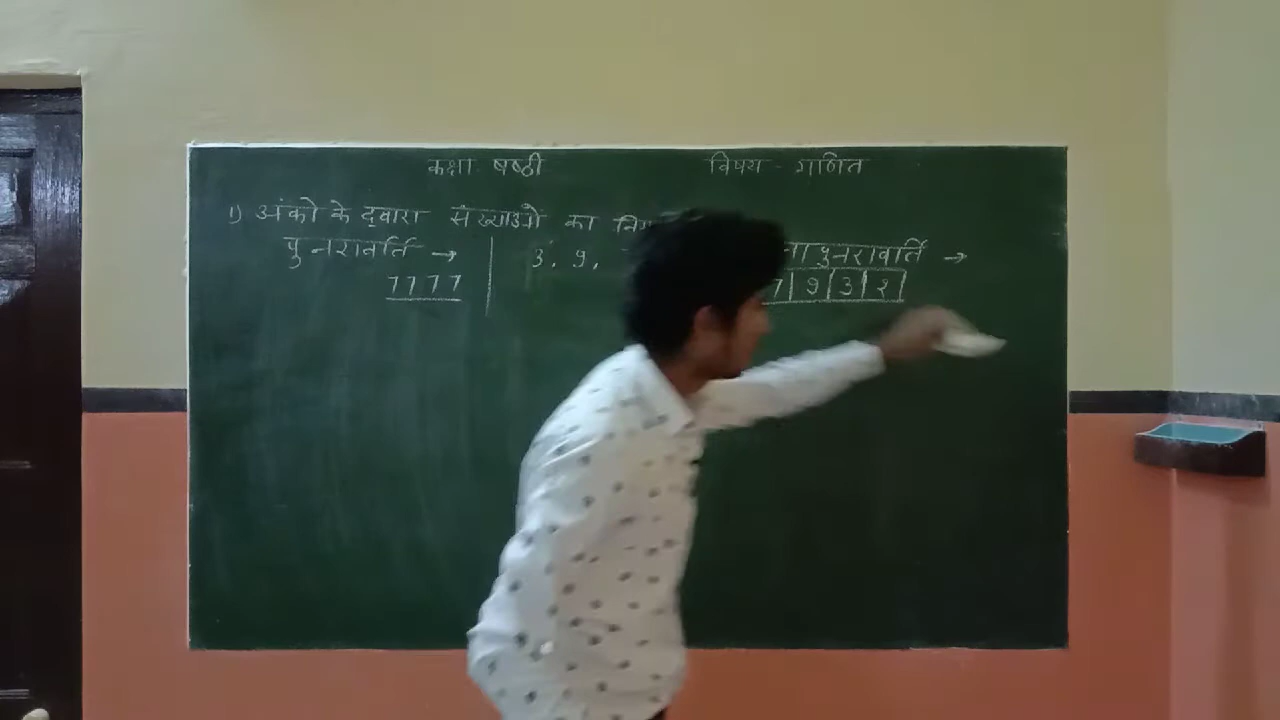 कक्षा षष्ठी विषय - गणित
1) अंको के द्वारा संख्याओ का
पुनरावर्ति → 3, 9, पुनरावर्ति →
7777 7 9 3 2